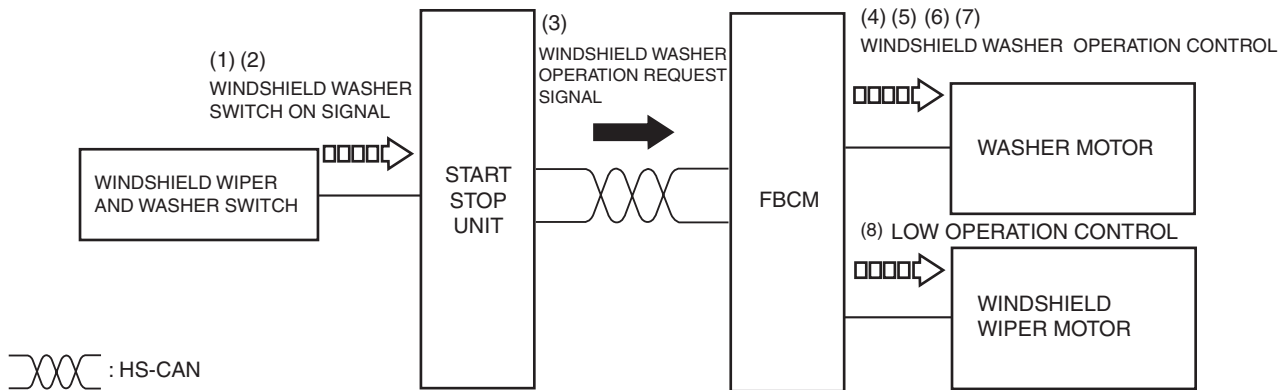 (1) (2)
WINDSHIELD WASHER
SWITCH ON SIGNAL
WINDSHIELD WIPER
AND WASHER SWITCH
START
STOP
UNIT
(3)
WINDSHIELD WASHER
OPERATION REQUEST
SIGNAL
FBCM
(4) (5) (6) (7)
WINDSHIELD WASHER OPERATION CONTROL
WASHER MOTOR
(8) LOW OPERATION CONTROL
WINDSHIELD
WIPER MOTOR
: HS-CAN